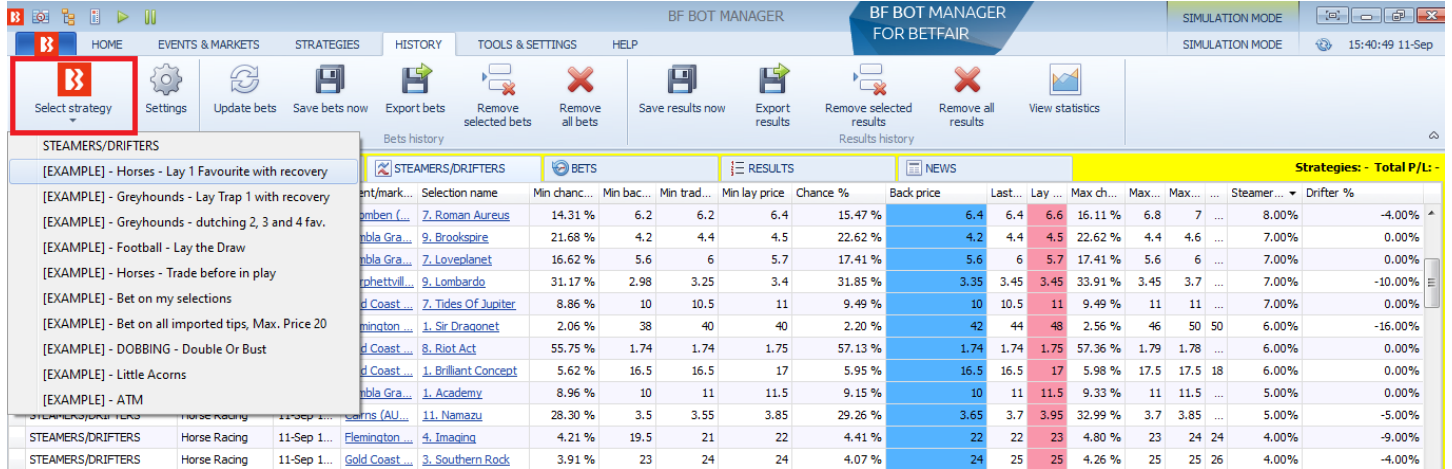 BF BOT MANAGER
BF BOT MANAGER
FOR BETFAIR
SIMULATION MODE
HOME EVENTS & MARKETS STRATEGIES HISTORY TOOLS & SETTINGS HELP SIMULATION MODE 15:40:49 11-Sep
Select strategy Settings Update bets Save bets now Export bets Remove selected bets Remove all bets Save results now Export results Remove selected results Remove all results View statistics
Bets history Results history
STEAMERS/DRIFTERS
[EXAMPLE] - Horses - Lay 1 Favourite with recovery
[EXAMPLE] - Greyhounds - Lay Trap 1 with recovery
[EXAMPLE] - Greyhounds - dutching 2, 3 and 4 fav.
[EXAMPLE] - Football - Lay the Draw
[EXAMPLE] - Horses - Trade before in play
[EXAMPLE] - Bet on my selections
[EXAMPLE] - Bet on all imported tips, Max. Price 20
[EXAMPLE] - DOBBING - Double Or Bust
[EXAMPLE] - Little Acorns
[EXAMPLE] - ATM
STEAMERS/DRIFTERS BETS RESULTS NEWS Strategies: - Total P/L: -
ent/mark... Selection name Min chanc... Min bac... Min trad... Min lay price Chance % Back price Last... Lay ... Max ch... Max... Max... ... Steamer... Drifter %
omben (... 7. Roman Aureus 14.31 % 6.2 6.2 6.4 15.47 % 6.4 6.4 6.6 16.11 % 6.8 7 ... 8.00% -4.00%
mbla Gra... 9. Brookspire 21.68 % 4.2 4.4 4.5 22.62 % 4.2 4.4 4.5 22.62 % 4.4 4.6 ... 7.00% 0.00%
mbla Gra... 7. Loveplanet 16.62 % 5.6 6 5.7 17.41 % 5.6 6 5.7 17.41 % 5.6 6 ... 7.00% 0.00%
rphettvill... 9. Lombardo 31.17 % 2.98 3.25 3.4 31.85 % 3.35 3.45 3.45 33.91 % 3.45 3.7 ... 7.00% -10.00%
d Coast ... 7. Tides Of Jupiter 8.86 % 10 10.5 11 9.49 % 10 10.5 11 9.49 % 11 11 ... 7.00% 0.00%
mington ... 1. Sir Dragonet 2.06 % 38 40 40 2.20 % 42 44 48 2.56 % 46 50 50 6.00% -16.00%
d Coast ... 8. Riot Act 55.75 % 1.74 1.74 1.75 57.13 % 1.74 1.74 1.75 57.36 % 1.79 1.78 ... 6.00% 0.00%
d Coast ... 1. Brilliant Concept 5.62 % 16.5 16.5 17 5.95 % 16.5 16.5 17 5.98 % 17.5 17.5 18 6.00% 0.00%
mbla Gra... 1. Academy 8.96 % 10 11 11.5 9.15 % 10 11 11.5 9.33 % 11 11.5 ... 5.00% 0.00%
STEAMERS/DRIFTERS Horse Racing 11-Sep 1... Cairns (AU... 11. Namazu 28.30 % 3.5 3.55 3.85 29.26 % 3.65 3.7 3.95 32.99 % 3.7 3.85 ... 5.00% -5.00%
STEAMERS/DRIFTERS Horse Racing 11-Sep 1... Flemington ... 4. Imaging 4.21 % 19.5 21 22 4.41 % 22 22 23 4.80 % 23 24 24 4.00% -9.00%
STEAMERS/DRIFTERS Horse Racing 11-Sep 1... Gold Coast ... 3. Southern Rock 3.91 % 23 24 24 4.07 % 24 25 25 4.26 % 25 25 26 4.00% -4.00%